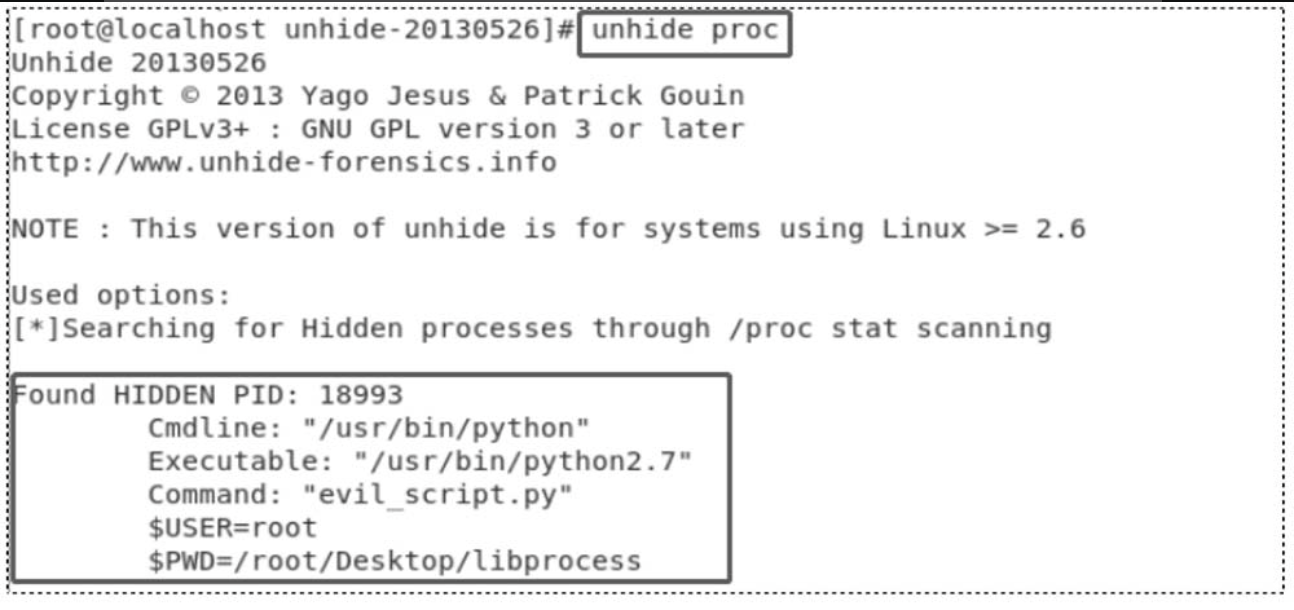 [root@localhost unhide-20130526]# unhide proc
Unhide 20130526
Copyright © 2013 Yago Jesus & Patrick Gouin
License GPLv3+ : GNU GPL version 3 or later
http://www.unhide-forensics.info
NOTE : This version of unhide is for systems using Linux >= 2.6
Used options:
[*]Searching for Hidden processes through /proc stat scanning
Found HIDDEN PID: 18993
Cmdline: "/usr/bin/python"
Executable: "/usr/bin/python2.7"
Command: "evil_script.py"
$USER=root
$PWD=/root/Desktop/libprocess